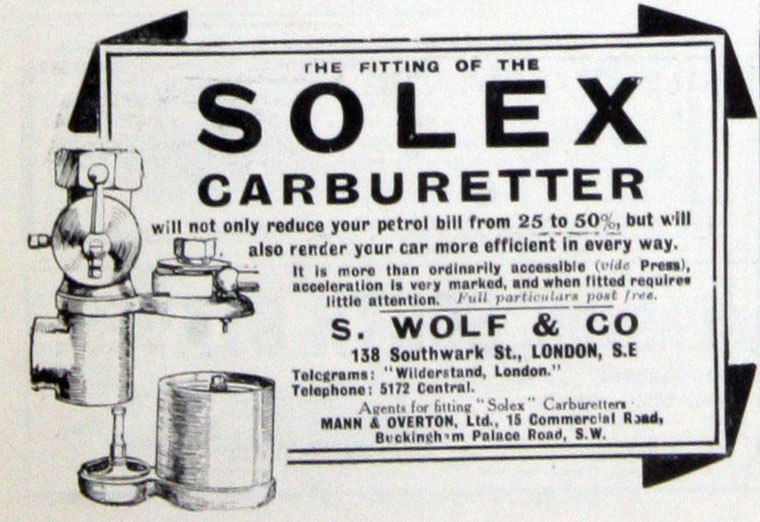 THE FITTING OF THE
SOLEX
CARBURETTER
will not only reduce your petrol bill from 25 to 50%, but will
also render your car more efficient in every way.
It is more than ordinarily accessible (vide Press),
acceleration is very marked, and when fitted requires
little attention. Full particulars post free.
S. WOLF & CO
138 Southwark St., LONDON, S.E
Telegrams: "Wilderstand, London."
Telephone: 5172 Central.
Agents for fitting "Solex" Carburetters
MANN & OVERTON, Ltd., 15 Commercial Road,
Buckingham Palace Road, S.W.